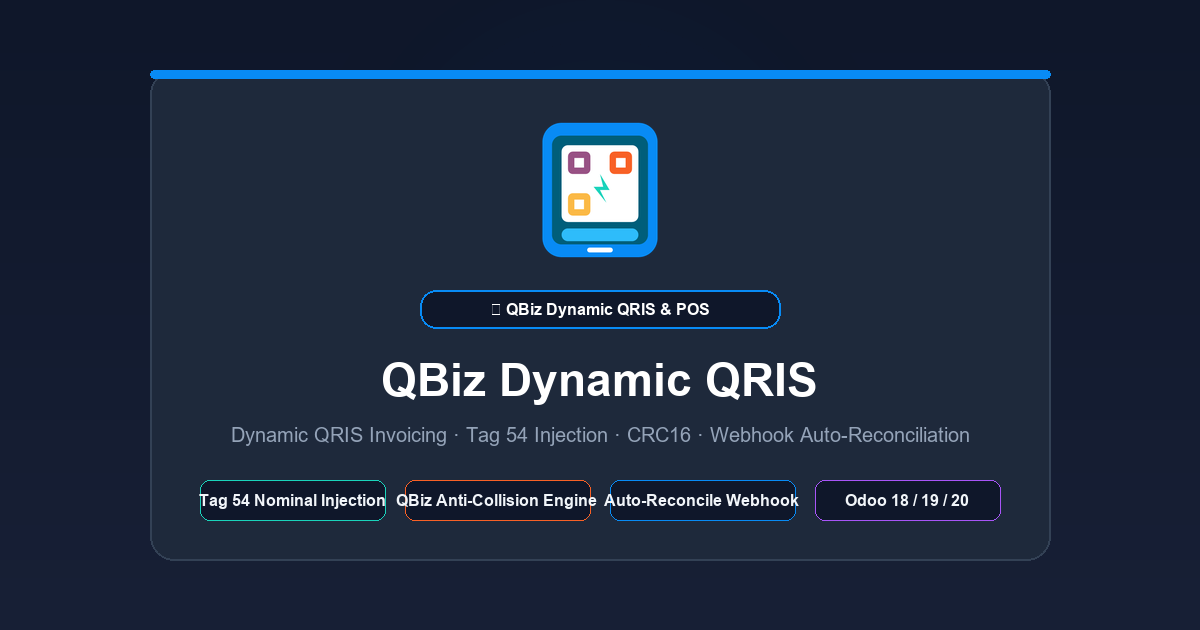 QBiz Dynamic QRIS & POS
QBiz Dynamic QRIS
Dynamic QRIS Invoicing · Tag 54 Injection · CRC16 · Webhook Auto-Reconciliation
Tag 54 Nominal Injection
QBiz Anti-Collision Engine
Auto-Reconcile Webhook
Odoo 18 / 19 / 20